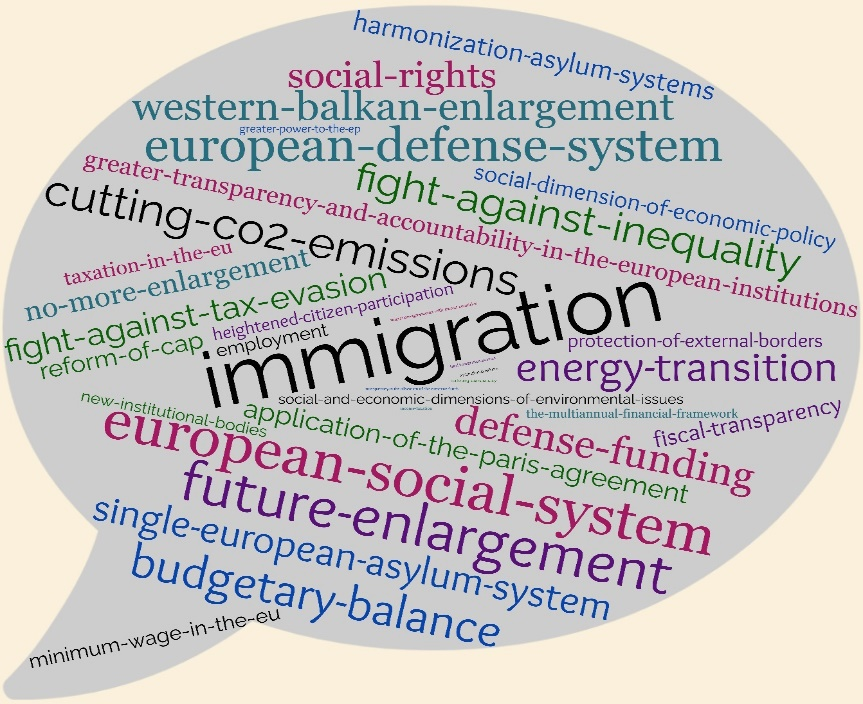 harmonization-asylum-systems
social-rights
western-balkan-enlargement
greater-power-to-the-ep
european-defense-system
greater-transparency-and-accountability-in-the-european-institutions
fight-against-inequality
social-dimension-of-economic-policy
cutting-co2-emissions
taxation-in-the-eu
no-more-enlargement
fight-against-tax-evasion
heightened-citizen-participation
reform-of-cap
employment
immigration
protection-of-external-borders
energy-transition
social-and-economic-dimensions-of-environmental-issues
new-institutional-bodies
application-of-the-paris-agreement
the-multiannual-financial-framework
defense-funding
fiscal-transparency
european-social-system
future-enlargement
single-european-asylum-system
budgetary-balance
minimum-wage-in-the-eu